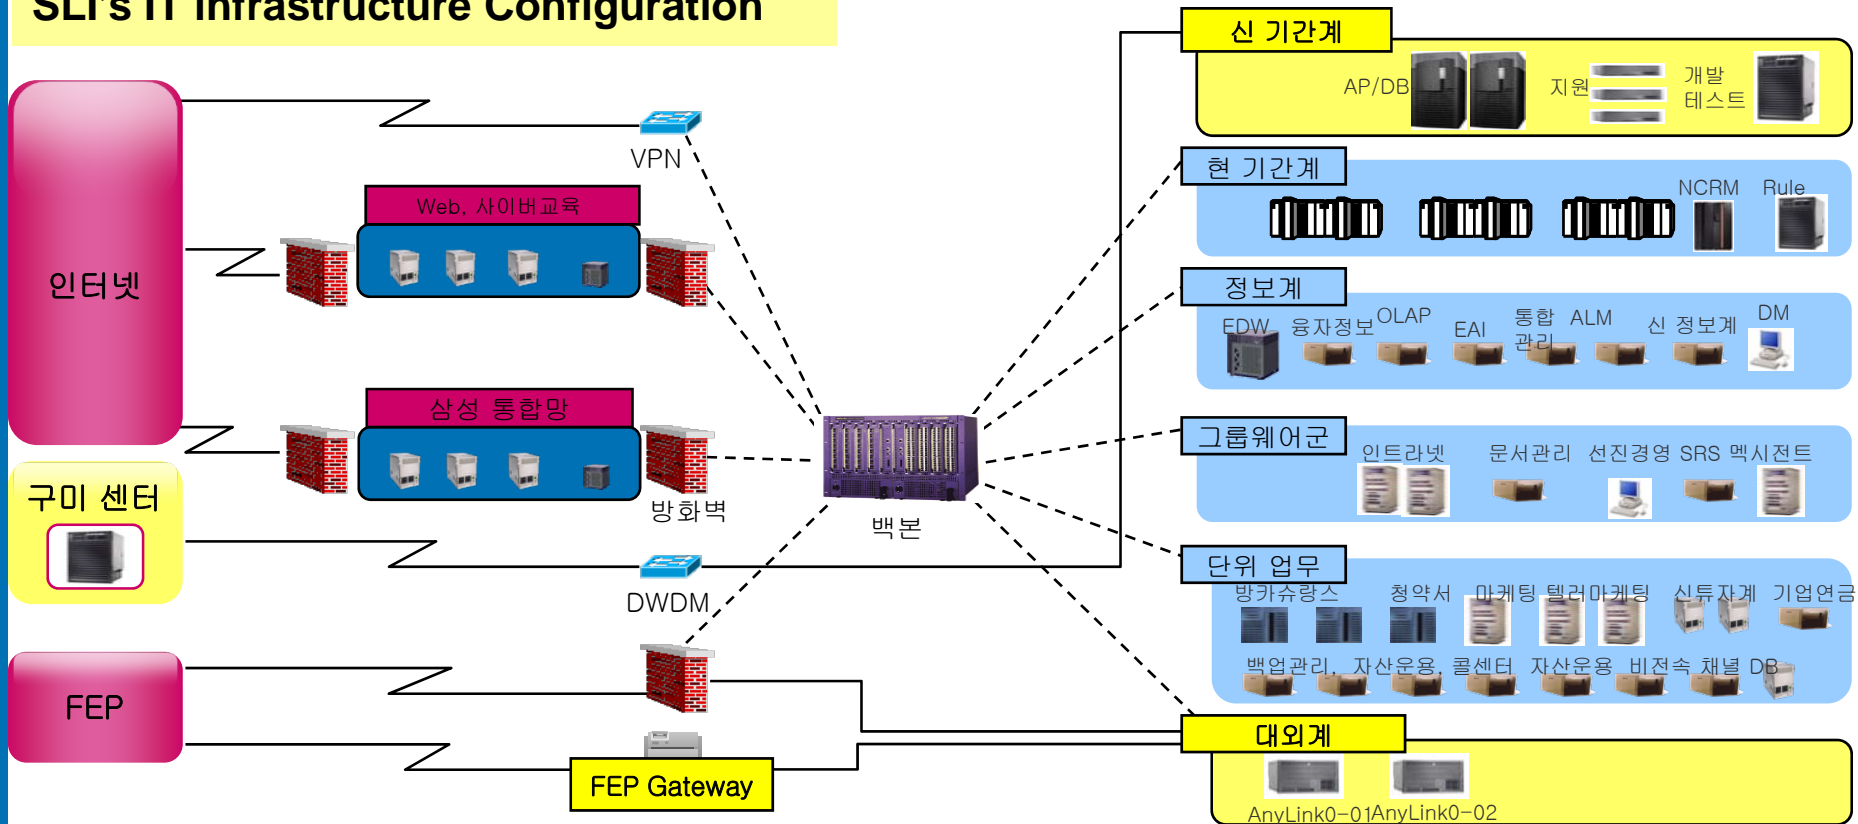 SLI's IT Infrastructure Configuration
신 기간계
AP/DB
지원
개발
테스트
인터넷
VPN
Web, 사이버교육
현 기간계
NCRM
Rule
정보계
EDW
융자정보
OLAP
EAI
통합
관리
ALM
신 정보계
DM
삼성 통합망
방화벽
백본
그룹웨어군
인트라넷
문서관리
선진경영
SRS
멕시전트
구미 센터
DWDM
단위 업무
방카슈랑스
청약서
마케팅
텔러마케팅
신튜자계
기업연금
백업관리, 자산운용, 콜센터
자산운용
비전속 채널 DB
FEP
FEP Gateway
대외계
AnyLink0-01
AnyLink0-02